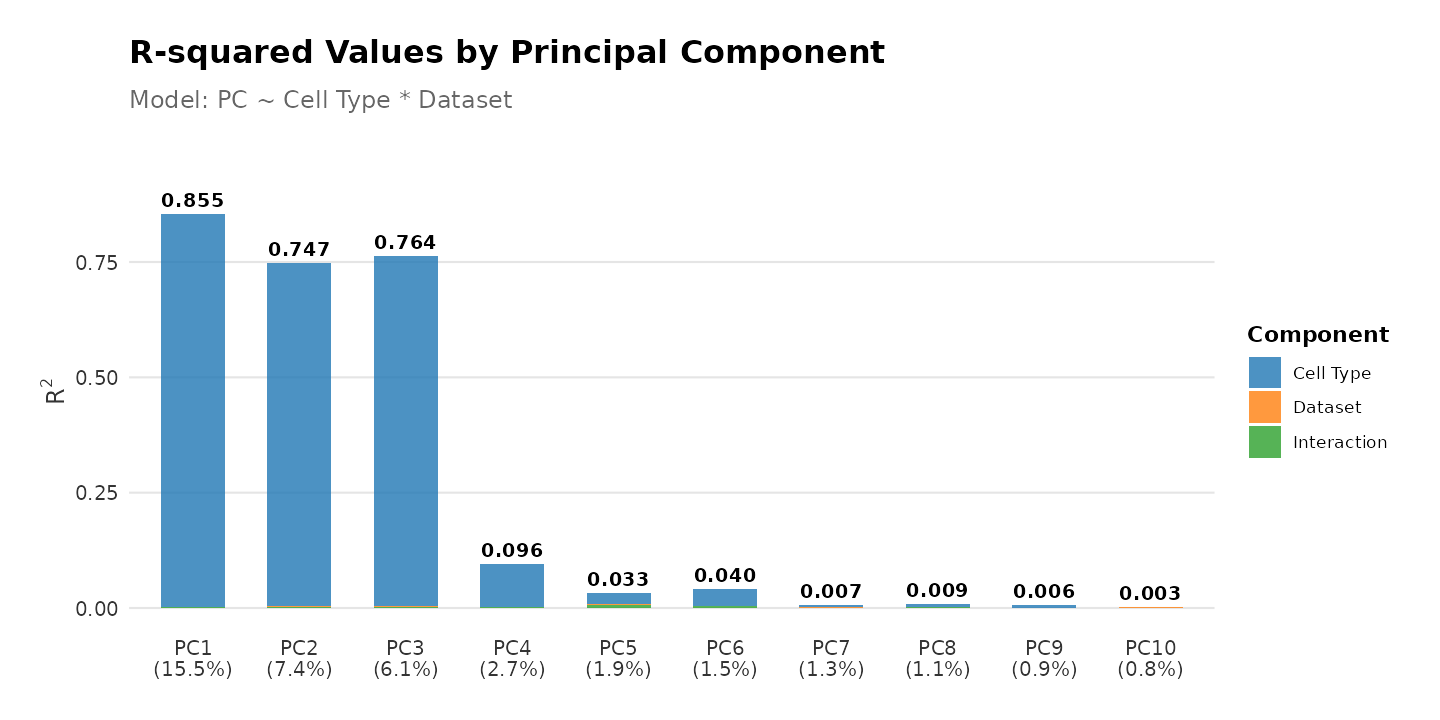 R-squared Values by Principal Component
Model: PC ~ Cell Type * Dataset
0.855
0.747
0.764
0.096
0.033
0.040
0.007
0.009
0.006
0.003
R²
0.75
0.50
0.25
0.00
PC1
(15.5%)
PC2
(7.4%)
PC3
(6.1%)
PC4
(2.7%)
PC5
(1.9%)
PC6
(1.5%)
PC7
(1.3%)
PC8
(1.1%)
PC9
(0.9%)
PC10
(0.8%)
Component
Cell Type
Dataset
Interaction